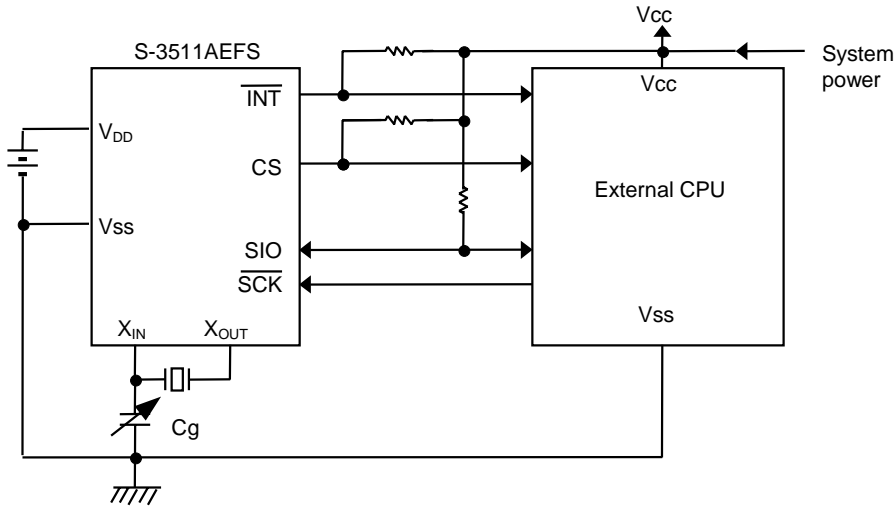 Vcc
S-3511AEFS
System
power
Vcc
INT
VDD
CS
External CPU
Vss
SIO
SCK
Vss
XIN
XOUT
Cg